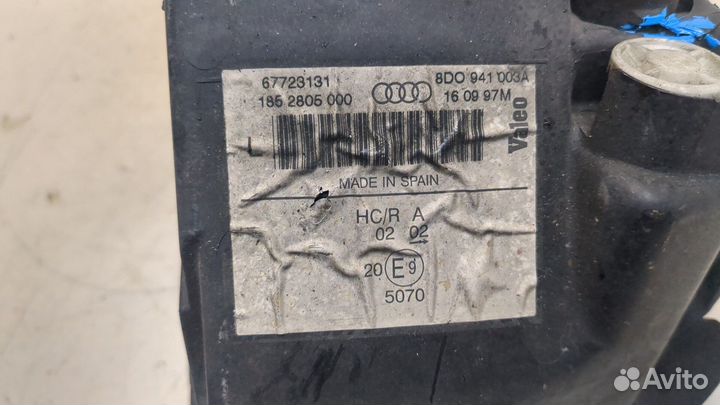 67723131 8D0 941 003A
185 2805 000 16 09 97M
L
Valeo
MADE IN SPAIN
HC/R A
02 02
20 E9
5070
Avito